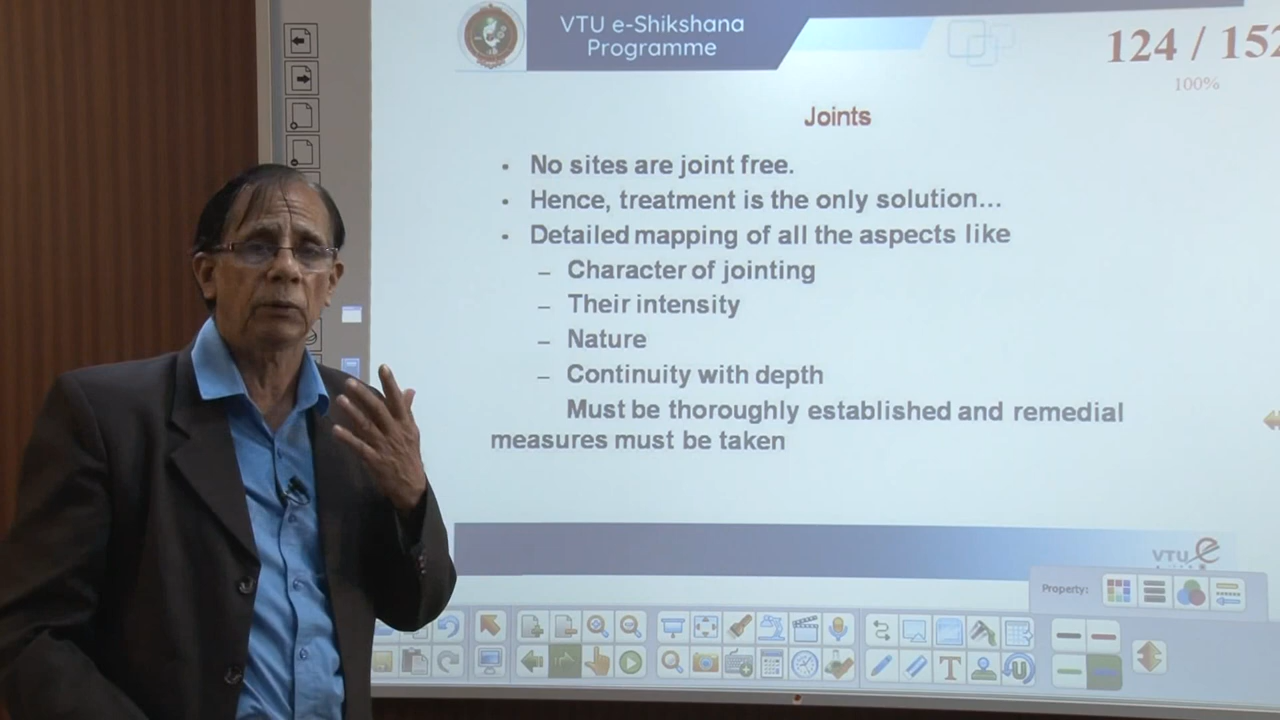 VTU e-Shikshana
Programme
124 / 152
100%
Joints
• No sites are joint free.
• Hence, treatment is the only solution...
• Detailed mapping of all the aspects like
– Character of jointing
– Their intensity
– Nature
– Continuity with depth
Must be thoroughly established and remedial
measures must be taken
VTU e
Property:
T